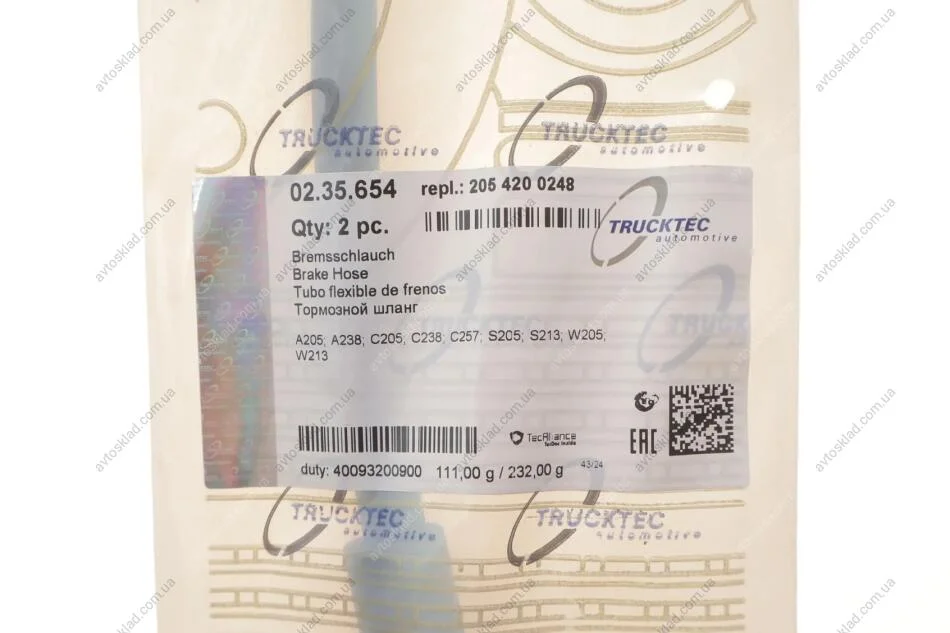 TRUCKTEC
automotive
TRUCKTEC
automotive
02.35.654
repl.: 205 420 0248
Qty: 2 pc.
TRUCKTEC
automotive
Bremsschlauch
Brake Hose
Tubo flexible de frenos
Тормозной шланг
A205; A238; C205; C238; C257; S205; S213; W205;
W213
TecAlliance
EAC
duty: 40093200900
111,00 g / 232,00 g
43/24
TRUCKTEC
automotive
TRUCKTEC
automotive
avtosklad.com.ua